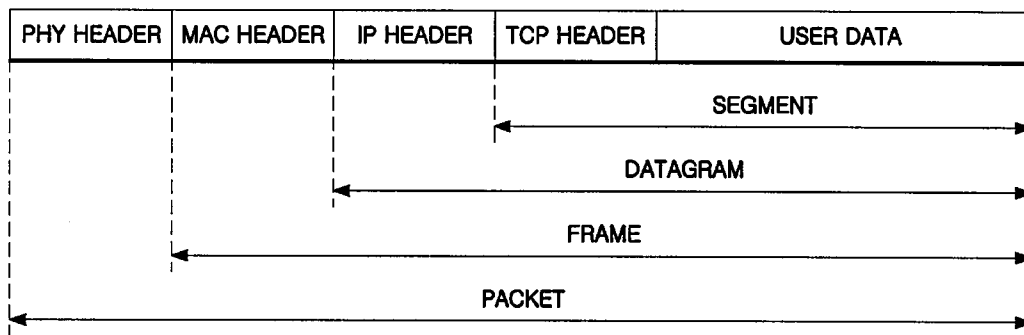 PHY HEADER MAC HEADER IP HEADER TCP HEADER USER DATA
SEGMENT
DATAGRAM
FRAME
PACKET